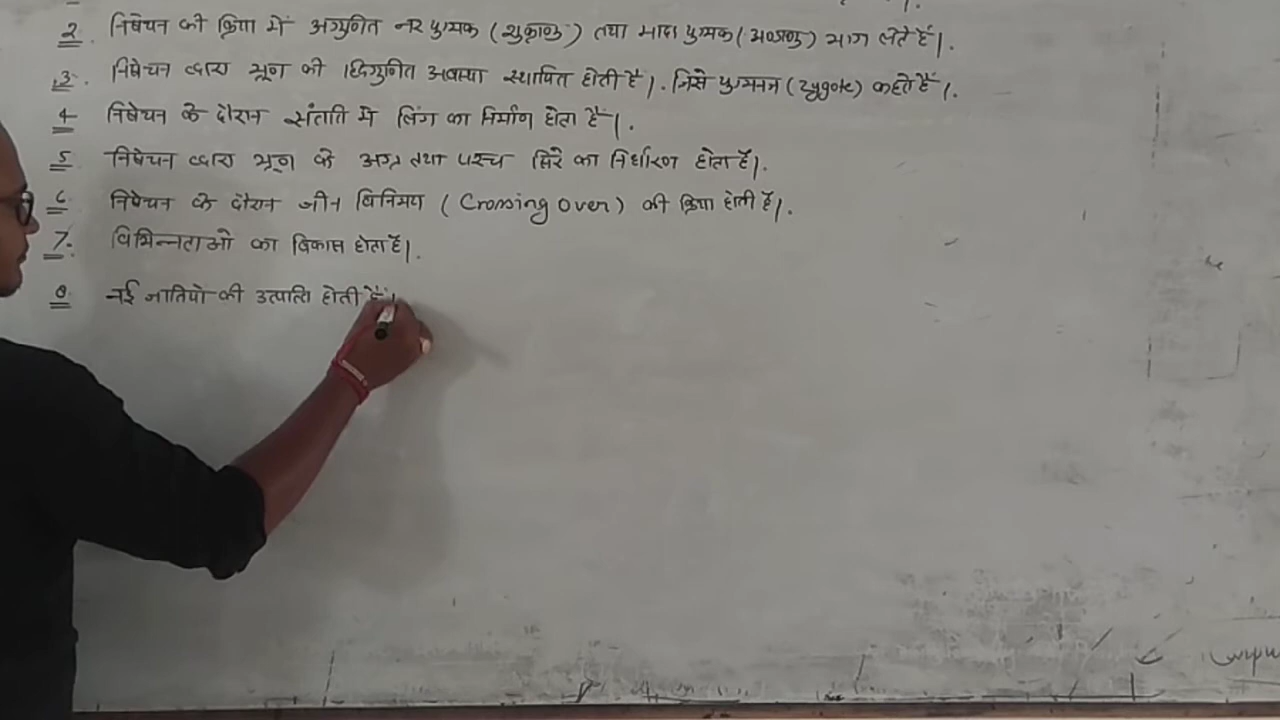 2. निषेचन की क्रिया में अगुणित नर युग्मक (शुक्राणु) तथा मादा युग्मक (अण्डाणु) भाग लेते हैं।.
3. निषेचन द्वारा भ्रूण की द्विगुणित अवस्था स्थापित होती है।. जिसे युग्मनज (Zygote) कहते हैं।.
4 निषेचन के दौरान संतति में लिंग का निर्माण होता है।.
5 निषेचन द्वारा भ्रूण के अग्र तथा पश्च सिरे का निर्धारण होता है।.
6 निषेचन के दौरान जीन विनिमय (Crossing over) की क्रिया होती है।.
7. विभिन्नताओ का विकास होता है।.
8 नई जातियो की उत्पत्ति होती है।